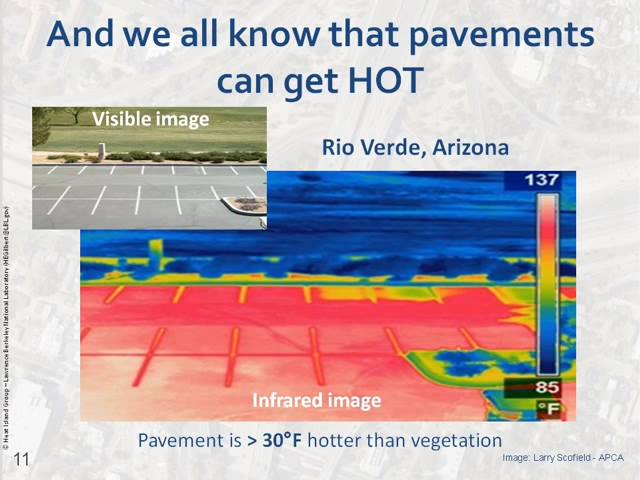 And we all know that pavements
can get HOT
Visible image
Rio Verde, Arizona
137
85
°F
Infrared image
Pavement is > 30°F hotter than vegetation
© Heat Island Group – Lawrence Berkeley National Laboratory (HEGilbert@LBL.gov)
11
Image: Larry Scofield - APCA